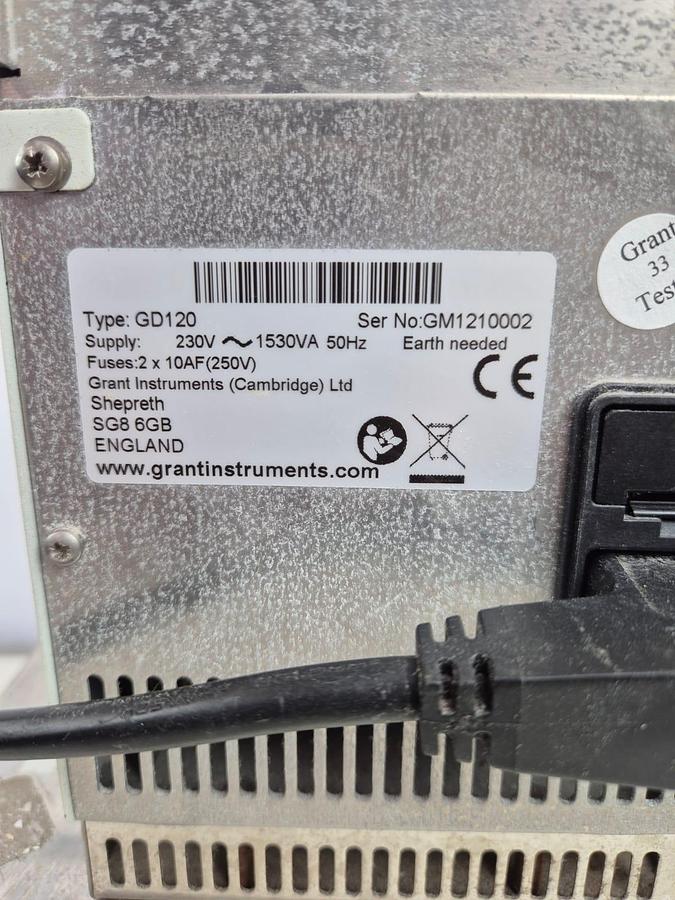 Type: GD120 Ser No:GM1210002
Supply: 230V ~ 1530VA 50Hz Earth needed
Fuses:2 x 10AF(250V)
Grant Instruments (Cambridge) Ltd
Shepreth
SG8 6GB
ENGLAND
www.grantinstruments.com
CE
Grant
33
Test